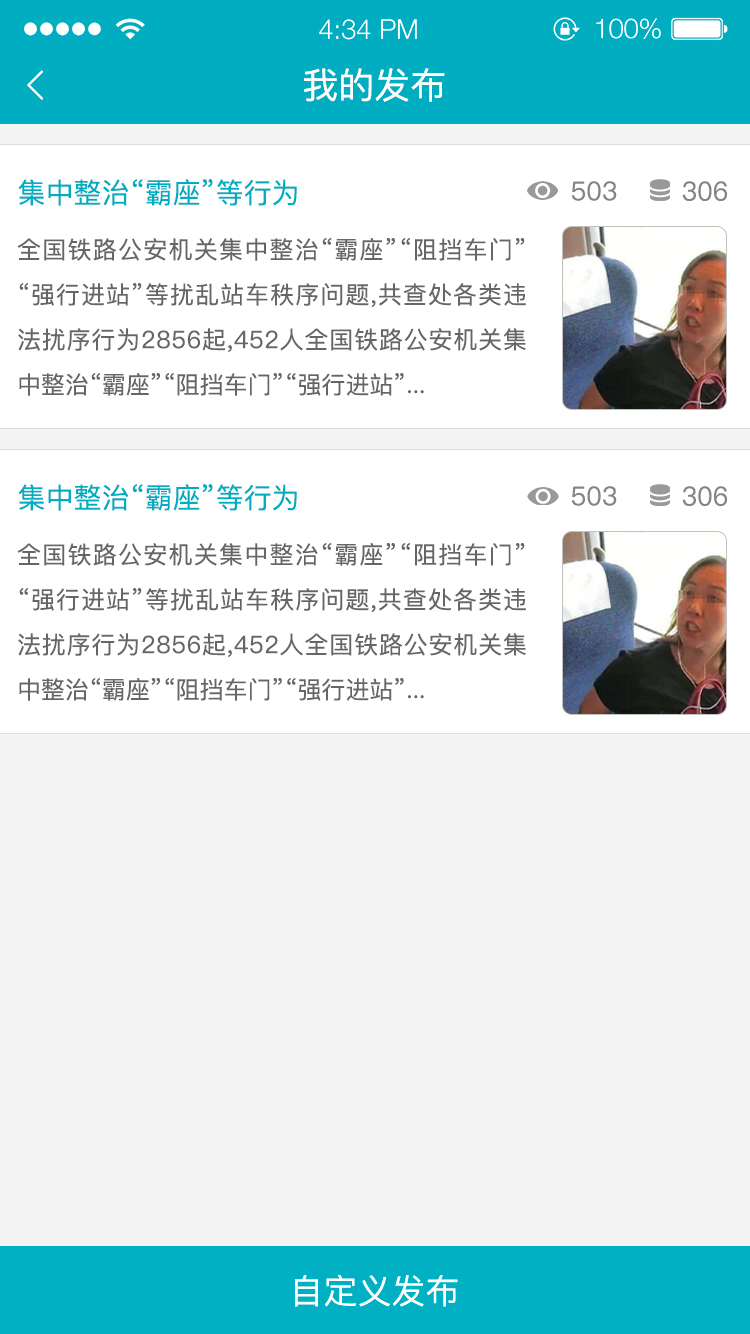 4:34 PM 100%
我的发布
集中整治“霸座”等行为 503 306
全国铁路公安机关集中整治“霸座”“阻挡车门”
“强行进站”等扰乱站车秩序问题,共查处各类违
法扰序行为2856起,452人全国铁路公安机关集
中整治“霸座”“阻挡车门”“强行进站”...
集中整治“霸座”等行为 503 306
全国铁路公安机关集中整治“霸座”“阻挡车门”
“强行进站”等扰乱站车秩序问题,共查处各类违
法扰序行为2856起,452人全国铁路公安机关集
中整治“霸座”“阻挡车门”“强行进站”...
自定义发布